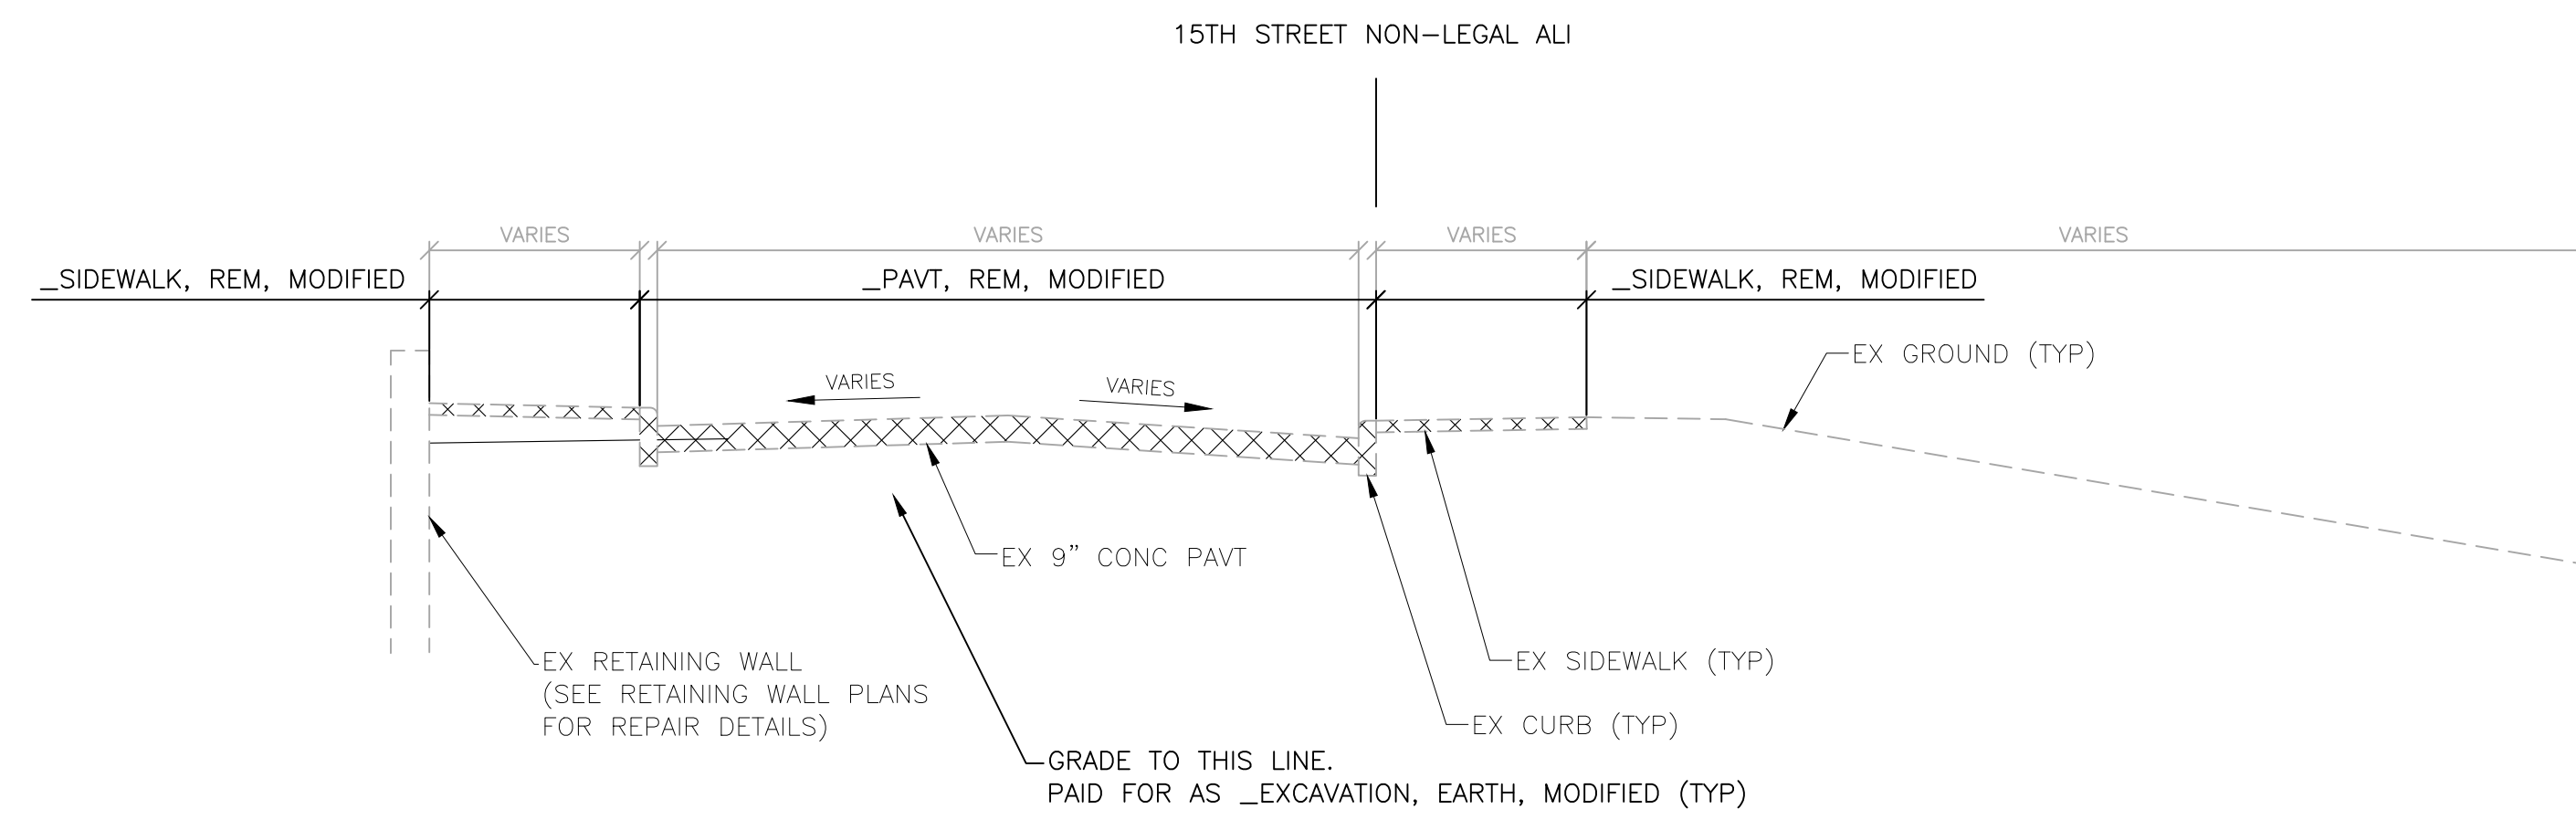 15TH STREET NON-LEGAL ALI
VARIES
VARIES
VARIES
VARIES
_SIDEWALK, REM, MODIFIED
_PAVT, REM, MODIFIED
_SIDEWALK, REM, MODIFIED
EX GROUND (TYP)
VARIES
VARIES
EX 9" CONC PAVT
EX RETAINING WALL
(SEE RETAINING WALL PLANS
FOR REPAIR DETAILS)
EX SIDEWALK (TYP)
EX CURB (TYP)
GRADE TO THIS LINE.
PAID FOR AS _EXCAVATION, EARTH, MODIFIED (TYP)